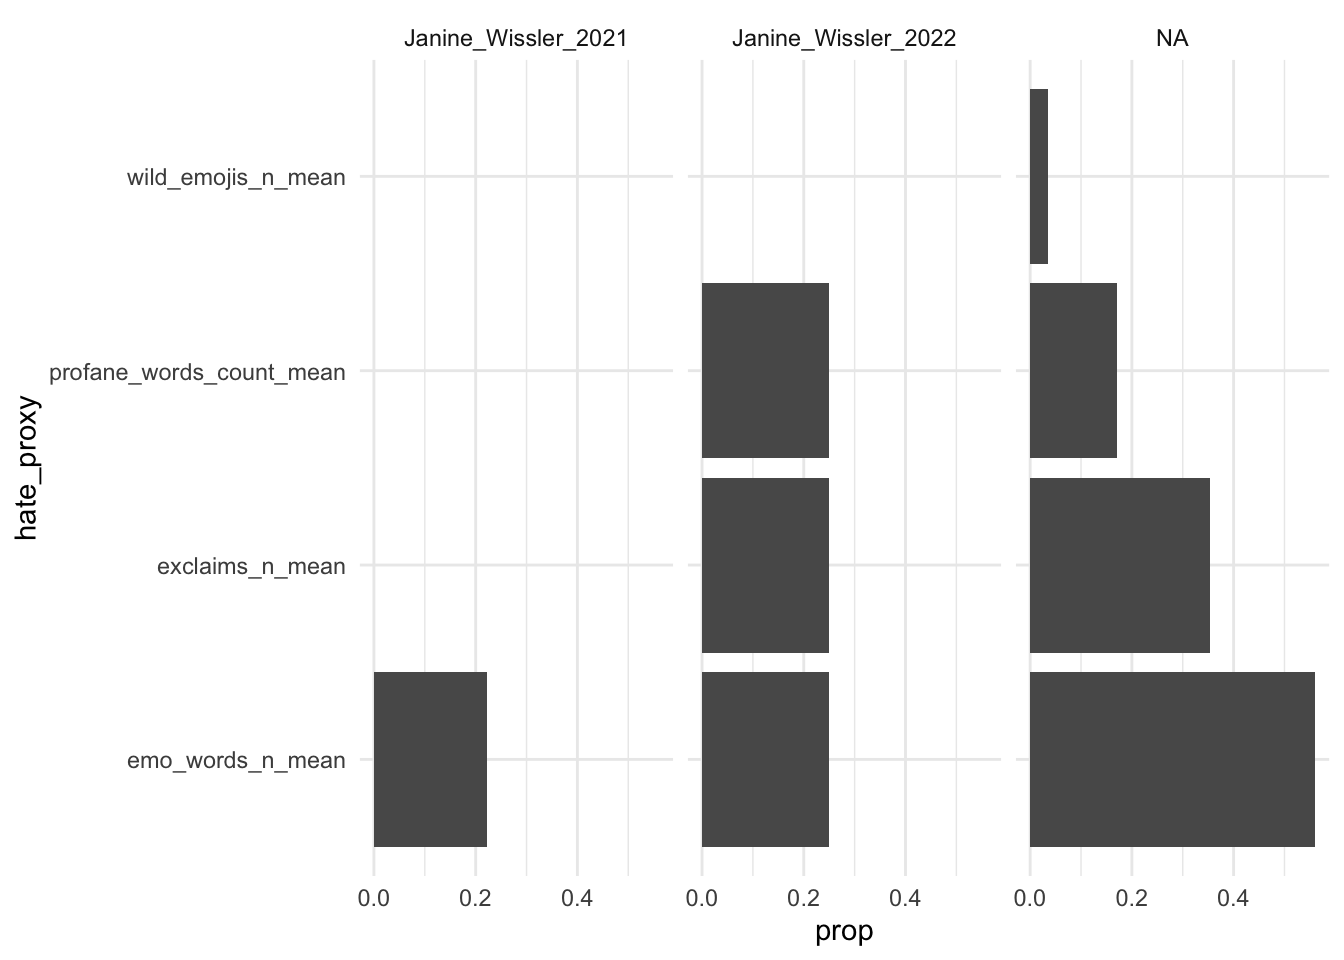 Janine_Wissler_2021 Janine_Wissler_2022 NA
wild_emojis_n_mean
profane_words_count_mean
exclaims_n_mean
emo_words_n_mean
hate_proxy
0.0 0.2 0.4 0.0 0.2 0.4 0.0 0.2 0.4
prop